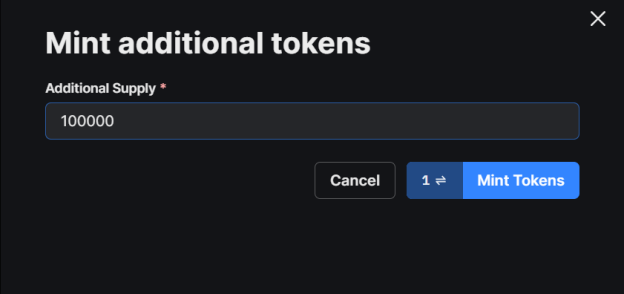 Mint additional tokens
Additional Supply *
100000
Cancel
1 ⇌
Mint Tokens